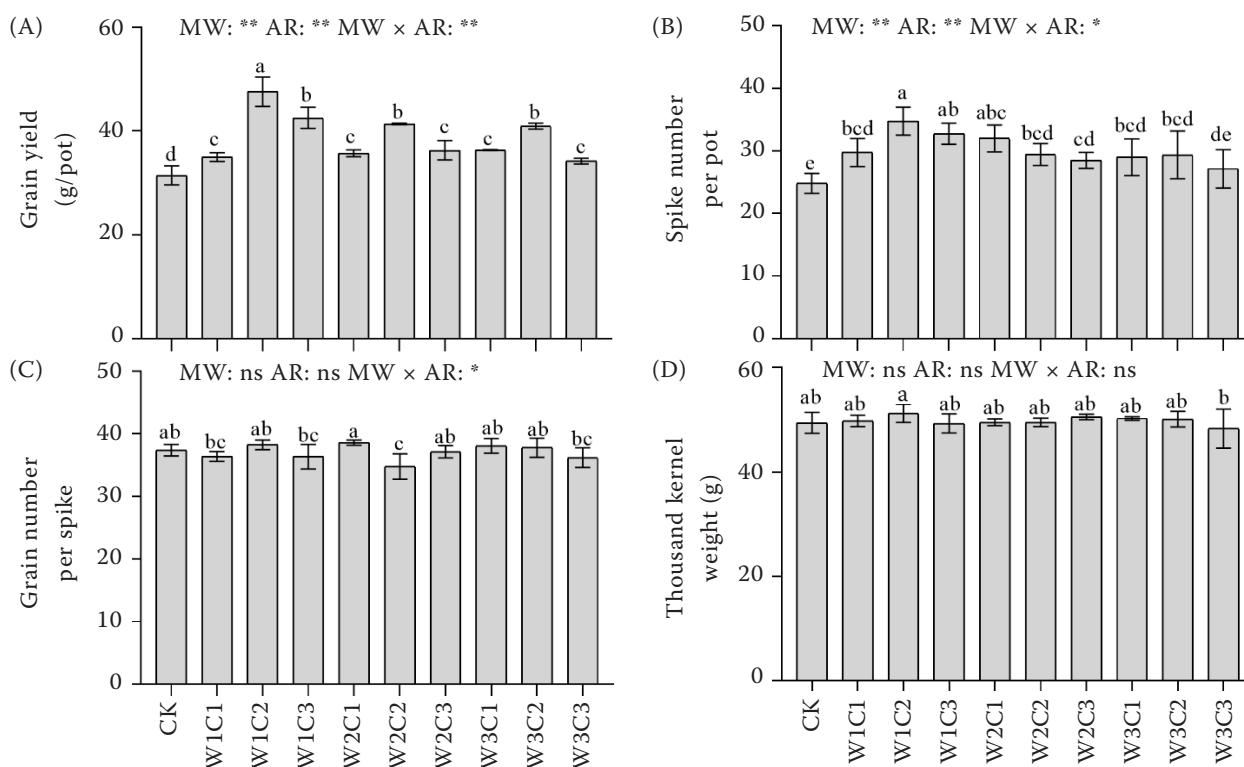 (A)
MW: ** AR: ** MW × AR: **
Grain yield
(g/pot)
60
40
20
0
d
c
a
b
c
b
c
c
b
c
(B)
MW: ** AR: ** MW × AR: *
Spike number
per pot
50
40
30
20
10
0
e
bcd
a
ab
abc
bcd
cd
bcd
bcd
de
(C)
MW: ns AR: ns MW × AR: *
Grain number
per spike
50
40
30
20
10
0
ab
bc
ab
bc
a
c
ab
ab
ab
bc
CK
W1C1
W1C2
W1C3
W2C1
W2C2
W2C3
W3C1
W3C2
W3C3
(D)
MW: ns AR: ns MW × AR: ns
Thousand kernel
weight (g)
60
40
20
0
ab
ab
a
ab
ab
ab
ab
ab
ab
b
CK
W1C1
W1C2
W1C3
W2C1
W2C2
W2C3
W3C1
W3C2
W3C3